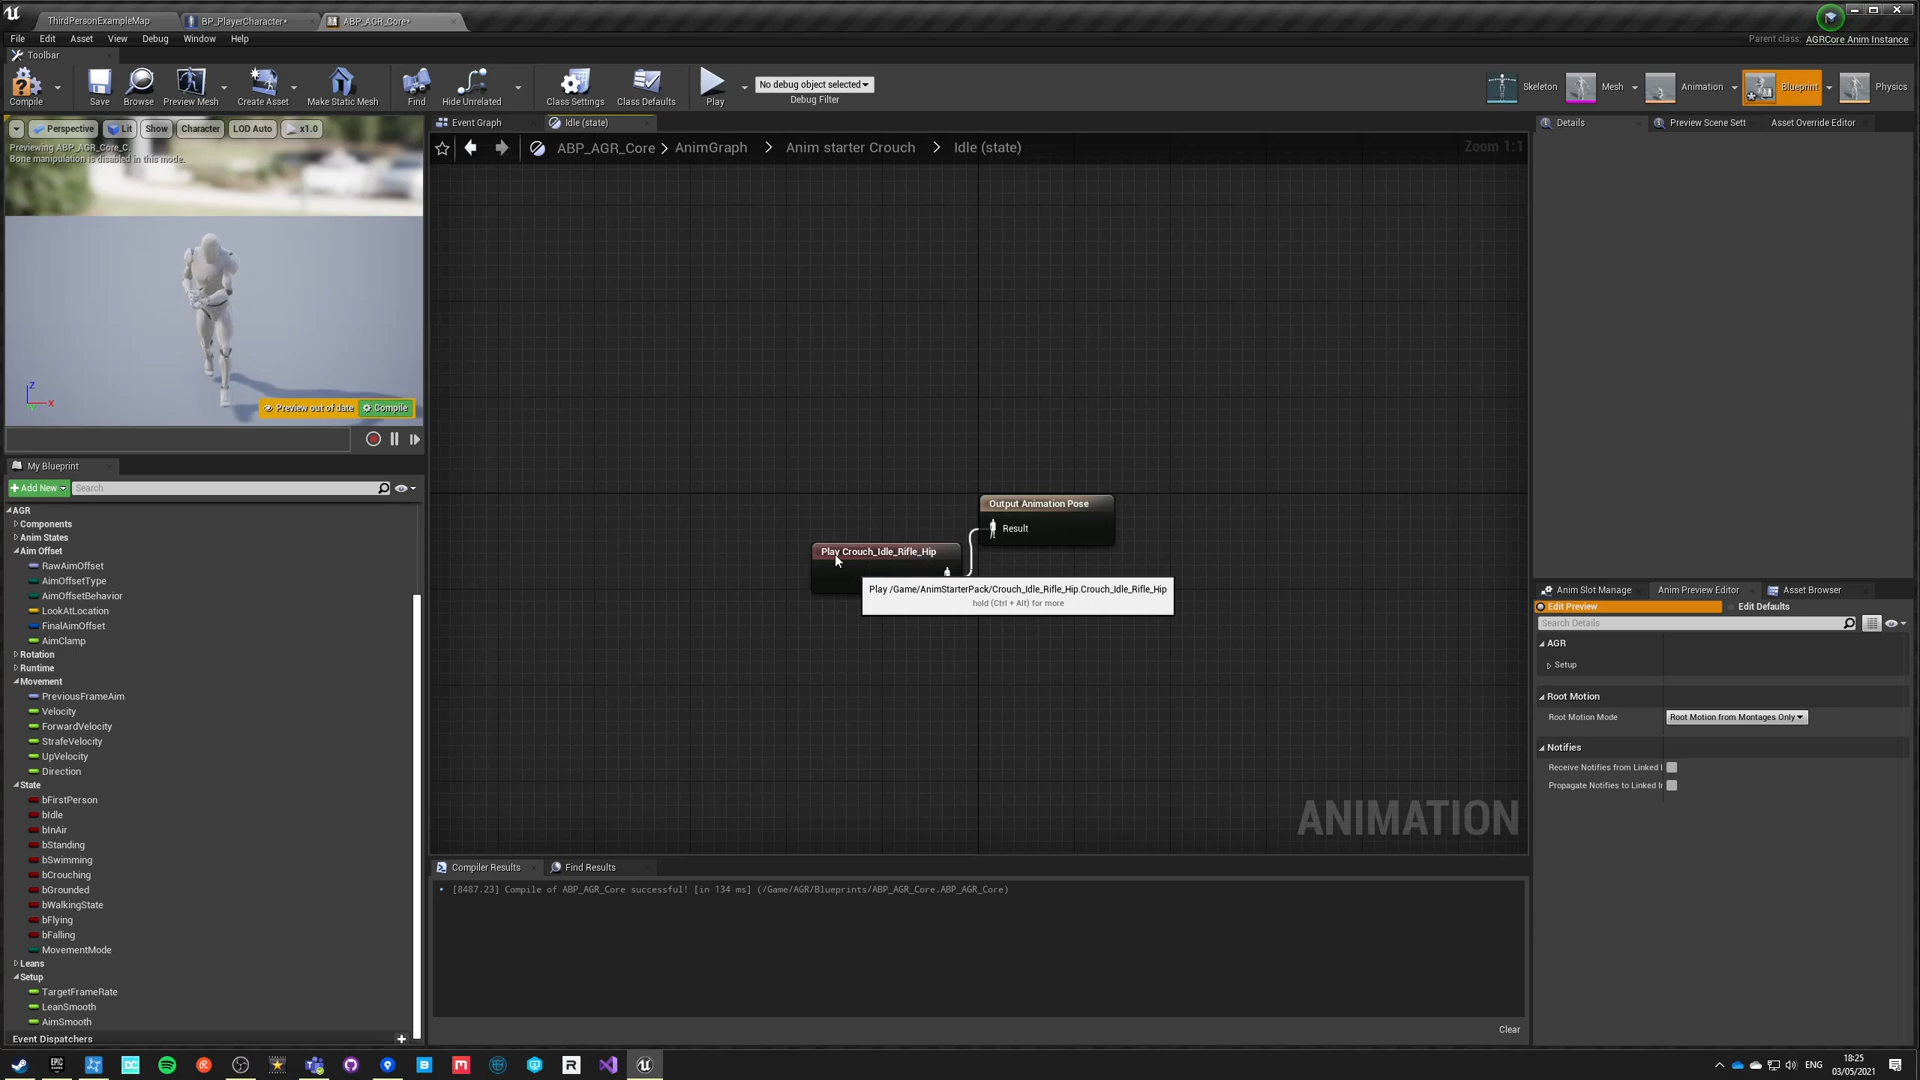 ThirdPersonExampleMap
BP_PlayerCharacter*
ABP_AGR_Core*
File Edit Asset View Debug Window Help
Parent class: AGRCore Anim Instance
Toolbar
Compile
Save
Browse
Preview Mesh
Create Asset
Make Static Mesh
Find
Hide Unrelated
Class Settings
Class Defaults
Play
No debug object selected
Debug Filter
Skeleton
Mesh
Animation
Blueprint
Physics
Perspective
Lit
Show
Character
LOD Auto
x1.0
Previewing ABP_AGR_Core_C.
Bone manipulation is disabled in this mode.
Z
X
Preview out of date
Compile
Event Graph
Idle (state)
ABP_AGR_Core > AnimGraph > Anim starter Crouch > Idle (state)
Zoom 1:1
Output Animation Pose
Result
Play Crouch_Idle_Rifle_Hip
Play /Game/AnimStarterPack/Crouch_Idle_Rifle_Hip.Crouch_Idle_Rifle_Hip
hold (Ctrl + Alt) for more
ANIMATION
My Blueprint
Add New
Search
AGR
Components
Anim States
Aim Offset
RawAimOffset
AimOffsetType
AimOffsetBehavior
LookAtLocation
FinalAimOffset
AimClamp
Rotation
Runtime
Movement
PreviousFrameAim
Velocity
ForwardVelocity
StrafeVelocity
UpVelocity
Direction
State
bFirstPerson
bIdle
bInAir
bStanding
bSwimming
bCrouching
bGrounded
bWalkingState
bFlying
bFalling
MovementMode
Leans
Setup
TargetFrameRate
LeanSmooth
AimSmooth
Event Dispatchers
Compiler Results
Find Results
[8487.23] Compile of ABP_AGR_Core successful! [in 134 ms] (/Game/AGR/Blueprints/ABP_AGR_Core.ABP_AGR_Core)
Clear
Details
Preview Scene Sett
Asset Override Editor
Anim Slot Manage
Anim Preview Editor
Asset Browser
Edit Preview
Edit Defaults
Search Details
AGR
Setup
Root Motion
Root Motion Mode
Root Motion from Montages Only
Notifies
Receive Notifies from Linked I
Propagate Notifies to Linked I
ENG
18:25
03/05/2021